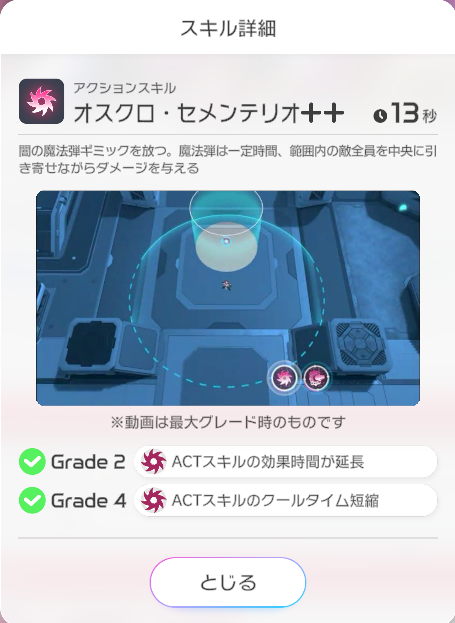 スキル詳細
アクションスキル
オスクロ・セメンテリオ++ 13秒
闇の魔法弾ギミックを放つ。魔法弾は一定時間、範囲内の敵全員を中央に引
き寄せながらダメージを与える
※動画は最大グレード時のものです
Grade 2 ACTスキルの効果時間が延長
Grade 4 ACTスキルのクールタイム短縮
とじる